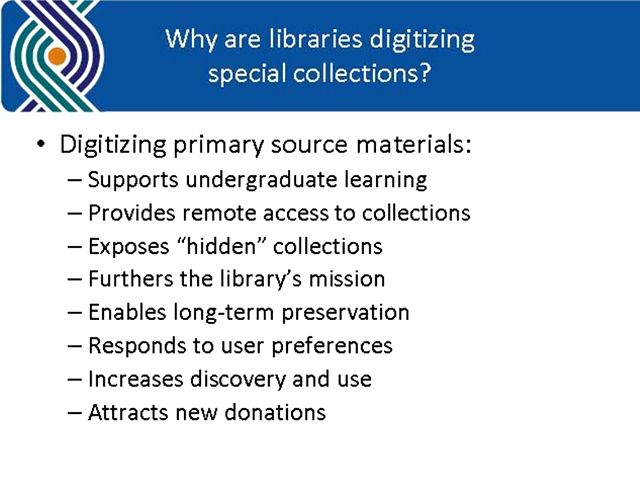 Why are libraries digitizing
special collections?
• Digitizing primary source materials:
– Supports undergraduate learning
– Provides remote access to collections
– Exposes “hidden” collections
– Furthers the library’s mission
– Enables long-term preservation
– Responds to user preferences
– Increases discovery and use
– Attracts new donations